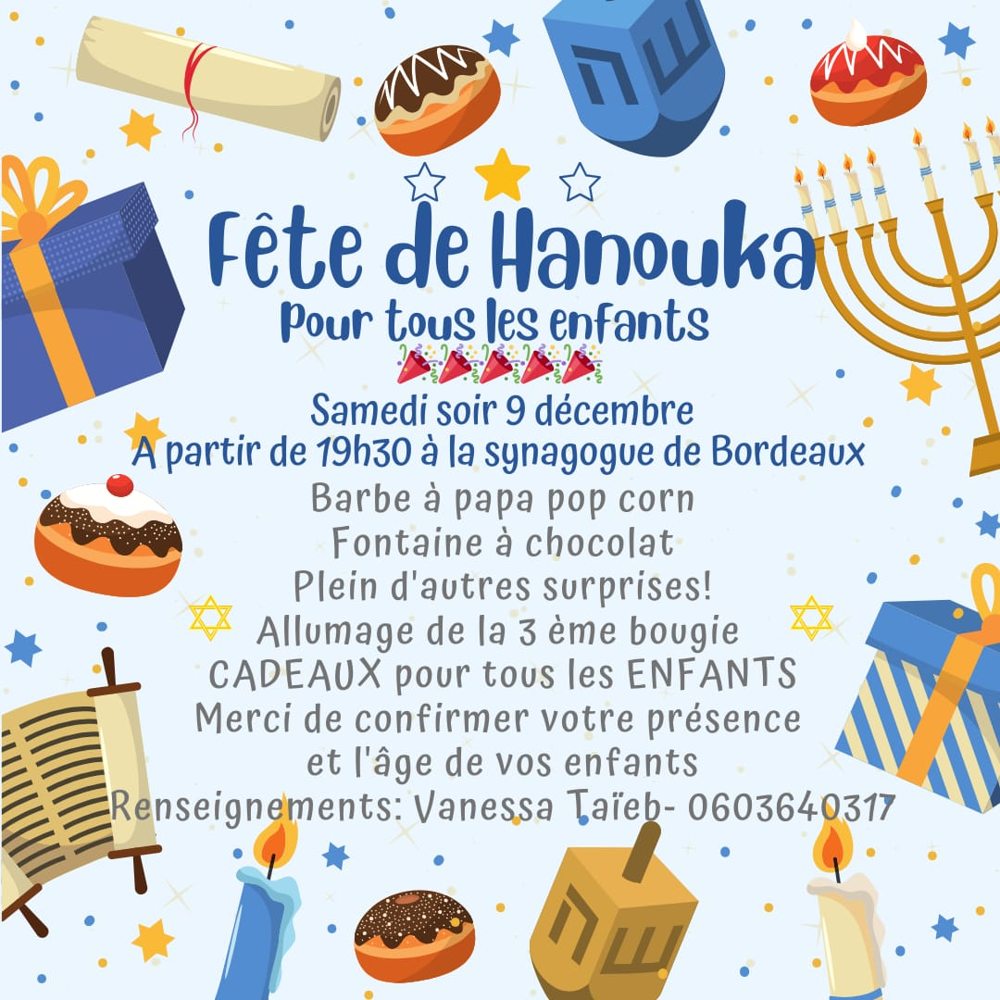 Fête de Hanouka
Pour tous les enfants
Samedi soir 9 décembre
A partir de 19h30 à la synagogue de Bordeaux
Barbe à papa pop corn
Fontaine à chocolat
Plein d'autres surprises!
Allumage de la 3 ème bougie
CADEAUX pour tous les ENFANTS
Merci de confirmer votre présence
et l'âge de vos enfants
Renseignements: Vanessa Taïeb- 0603640317